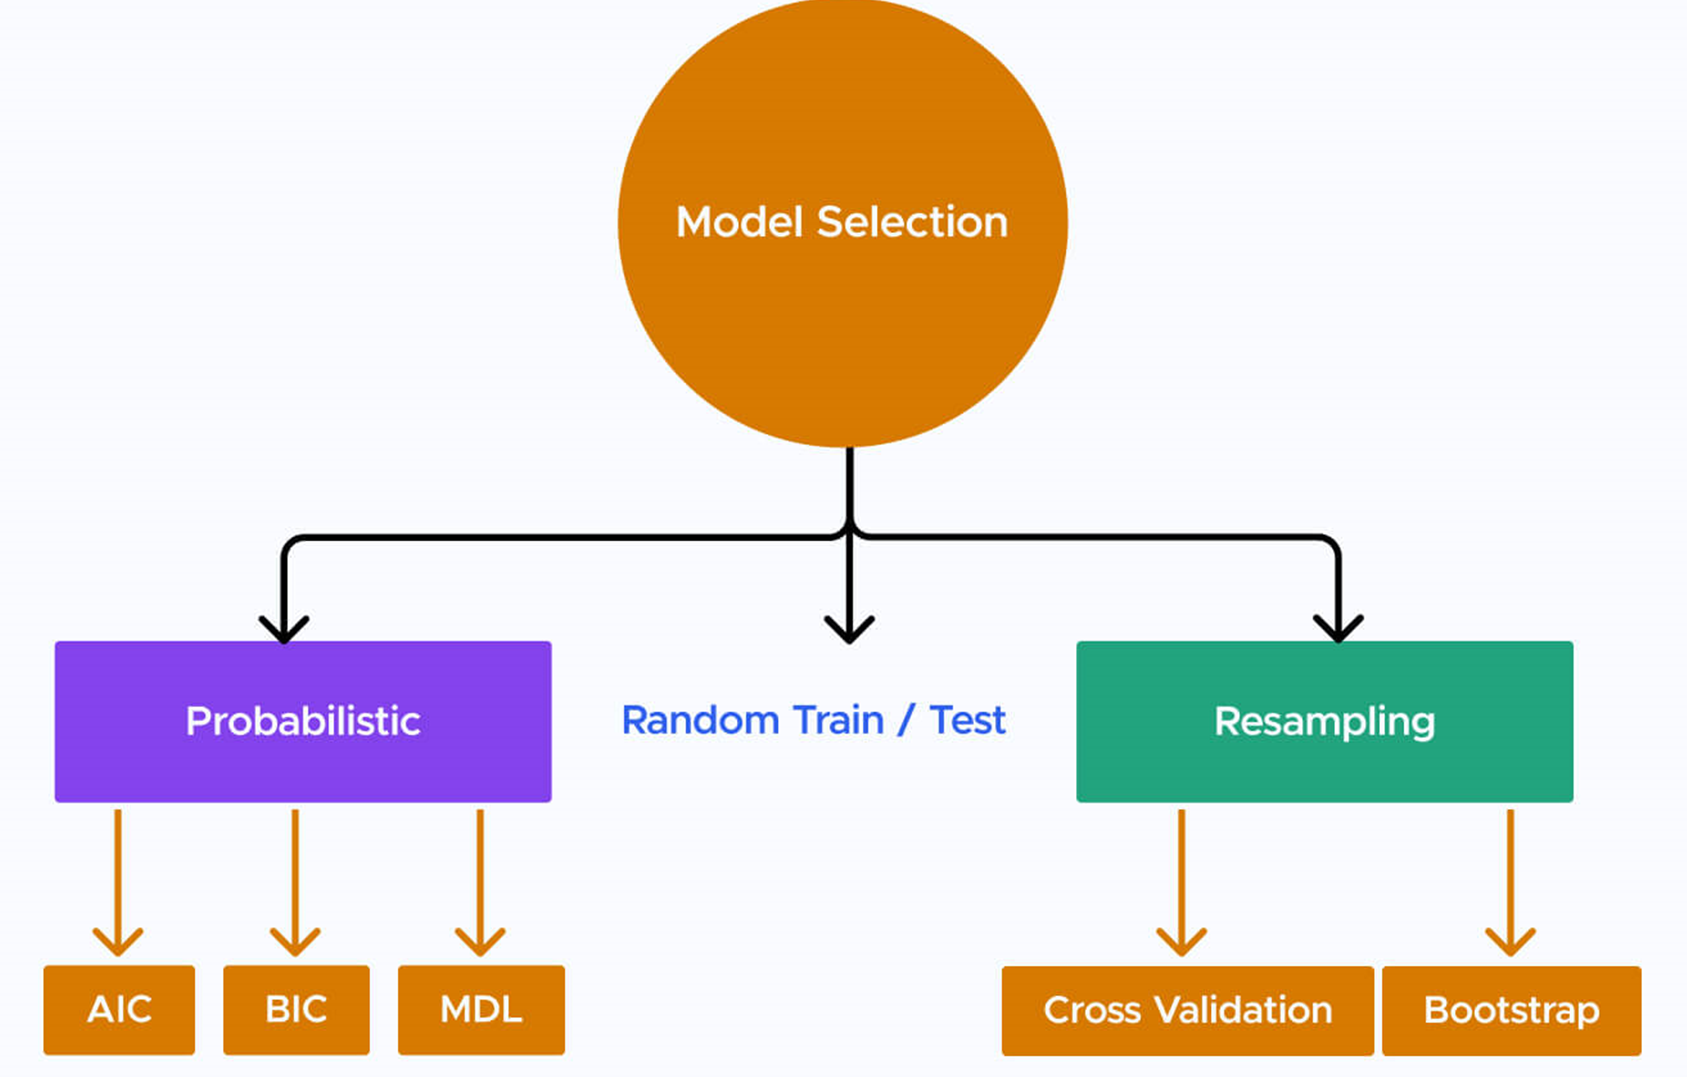 Model Selection
Probabilistic
Random Train / Test
Resampling
AIC
BIC
MDL
Cross Validation
Bootstrap